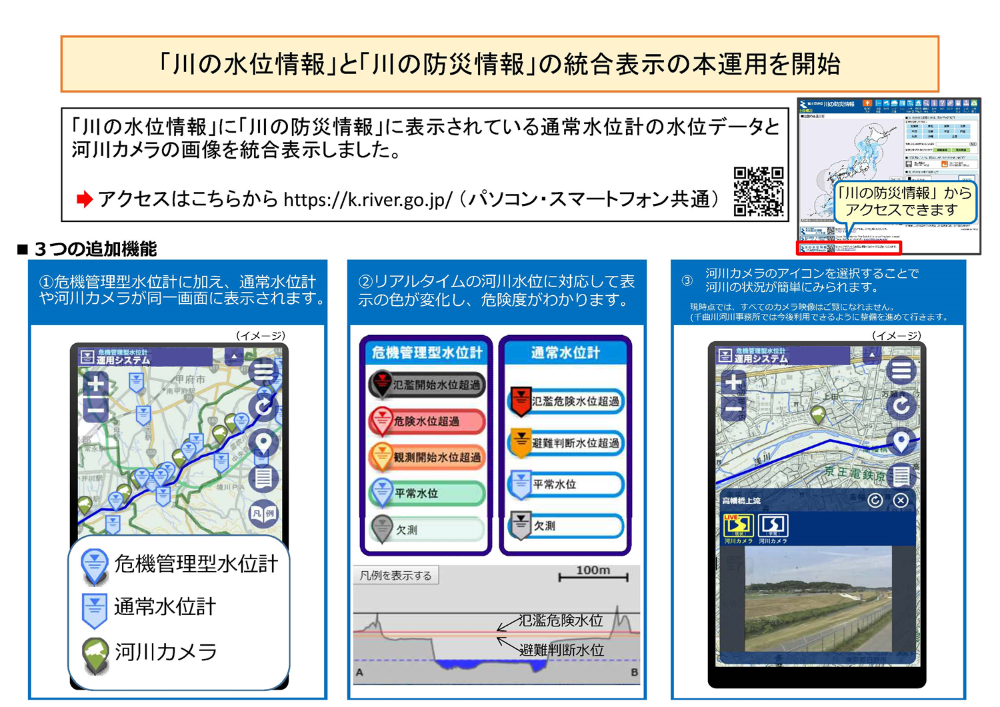 「川の水位情報」と「川の防災情報」の統合表示の本運用を開始
「川の水位情報」に「川の防災情報」に表示されている通常水位計の水位データと
河川カメラの画像を統合表示しました。
アクセスはこちらから https://k.river.go.jp/ （パソコン・スマートフォン共通）
川の防災情報
「川の防災情報」から
アクセスできます
■３つの追加機能
①危機管理型水位計に加え、通常水位計
や河川カメラが同一画面に表示されます。
（イメージ）
危機管理型水位計
運用システム
甲府市
南甲府駅
常永駅
井川駅
境川PA
凡例
危機管理型水位計
通常水位計
河川カメラ
②リアルタイムの河川水位に対応して表
示の色が変化し、危険度がわかります。
危機管理型水位計
氾濫開始水位超過
危険水位超過
観測開始水位超過
平常水位
欠測
通常水位計
氾濫危険水位超過
避難判断水位超過
平常水位
欠測
凡例を表示する
100m
氾濫危険水位
避難判断水位
A
B
③ 河川カメラのアイコンを選択することで
河川の状況が簡単にみられます。
現時点では、すべてのカメラ映像はご覧になれません。
(千曲川河川事務所では今後利用できるように整備を進めて行きます。
（イメージ）
危機管理型水位計
運用システム
上田
浅川
京王電鉄京
高幡橋上流
LIVE
(現状)
(平常)
河川カメラ
河川カメラ